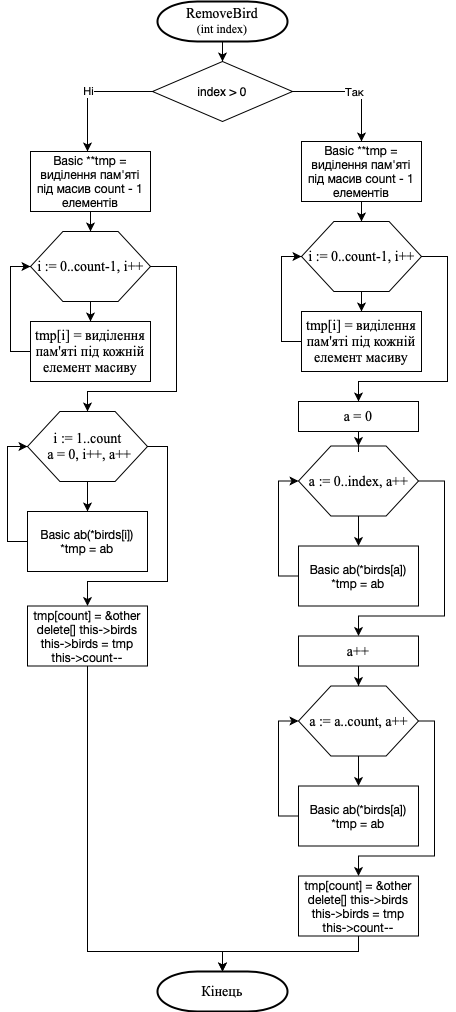 RemoveBird
(int index)
index > 0
Ні
Так
Basic **tmp =
виділення пам'яті
під масив count - 1
елементів
i := 0..count-1, i++
tmp[i] = виділення
пам'яті під кожній
елемент масиву
i := 1..count
a = 0, i++, a++
Basic ab(*birds[i])
*tmp = ab
tmp[count] = &other
delete[] this->birds
this->birds = tmp
this->count--
Basic **tmp =
виділення пам'яті
під масив count - 1
елементів
i := 0..count-1, i++
tmp[i] = виділення
пам'яті під кожній
елемент масиву
a = 0
a := 0..index, a++
Basic ab(*birds[a])
*tmp = ab
a++
a := a..count, a++
Basic ab(*birds[a])
*tmp = ab
tmp[count] = &other
delete[] this->birds
this->birds = tmp
this->count--
Кінець